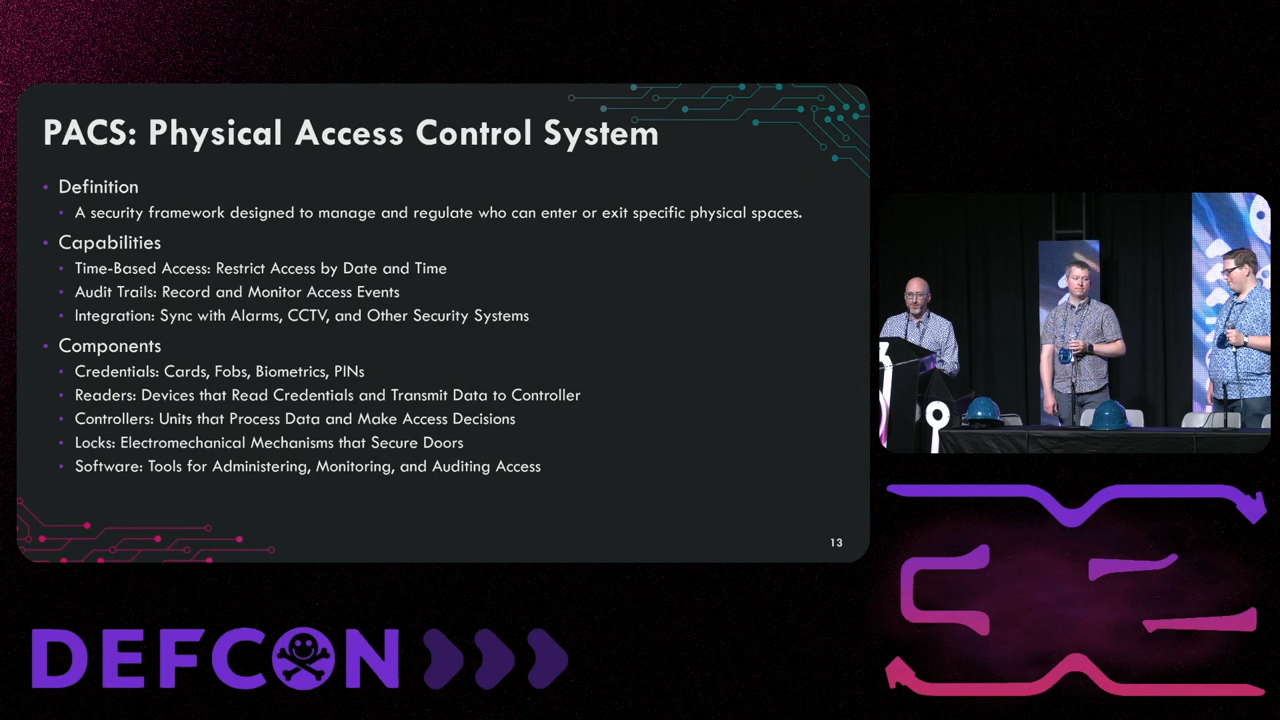 PACS: Physical Access Control System
Definition
A security framework designed to manage and regulate who can enter or exit specific physical spaces.
Capabilities
Time-Based Access: Restrict Access by Date and Time
Audit Trails: Record and Monitor Access Events
Integration: Sync with Alarms, CCTV, and Other Security Systems
Components
Credentials: Cards, Fobs, Biometrics, PINs
Readers: Devices that Read Credentials and Transmit Data to Controller
Controllers: Units that Process Data and Make Access Decisions
Locks: Electromechanical Mechanisms that Secure Doors
Software: Tools for Administering, Monitoring, and Auditing Access
13
DEFCON